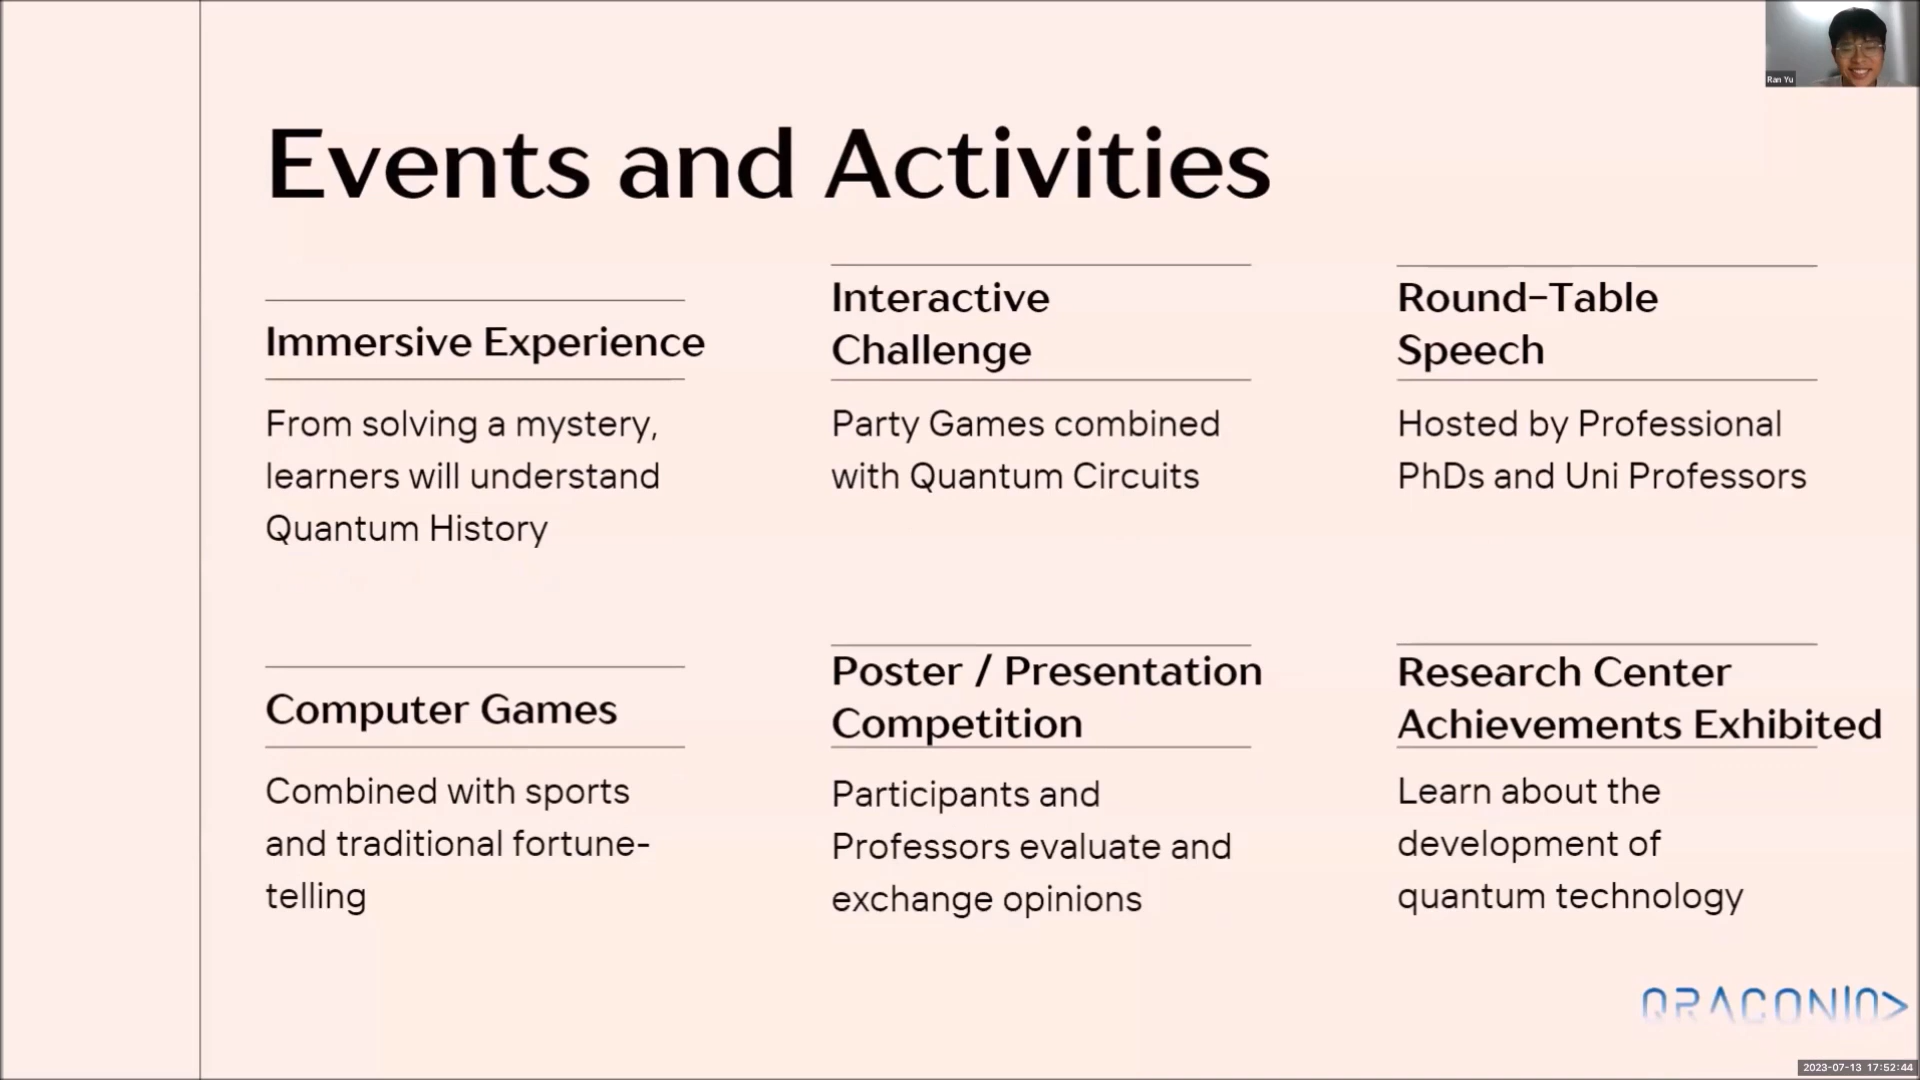 Ran Yu
Events and Activities
Immersive Experience
From solving a mystery,
learners will understand
Quantum History
Interactive
Challenge
Party Games combined
with Quantum Circuits
Round-Table
Speech
Hosted by Professional
PhDs and Uni Professors
Computer Games
Combined with sports
and traditional fortune-
telling
Poster / Presentation
Competition
Participants and
Professors evaluate and
exchange opinions
Research Center
Achievements Exhibited
Learn about the
development of
quantum technology
QRACON|0>
2023-07-13 17:52:44